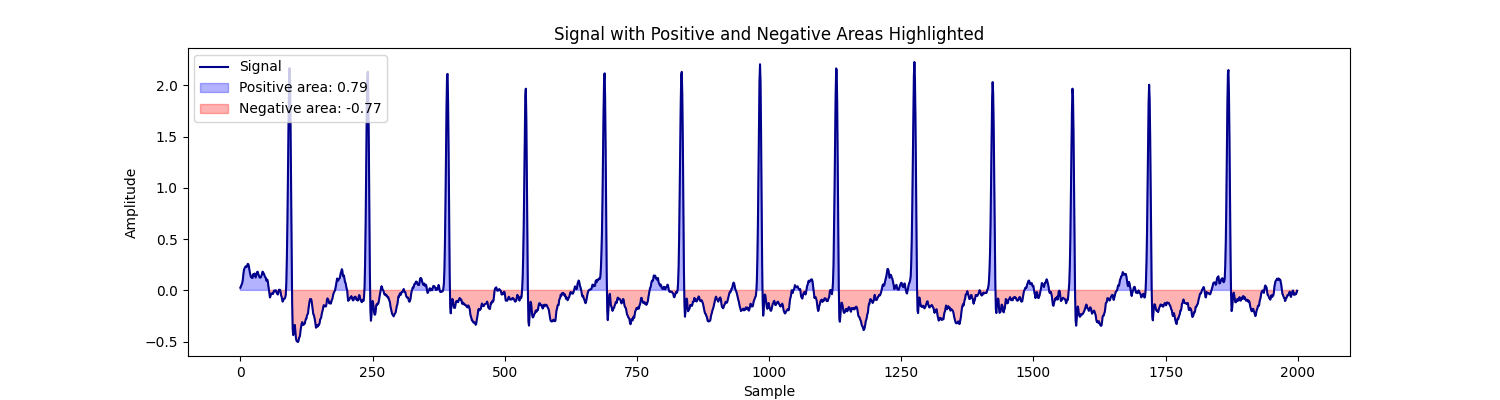 Signal with Positive and Negative Areas Highlighted
Signal
Positive area: 0.79
Negative area: -0.77
Amplitude
2.0
1.5
1.0
0.5
0.0
−0.5
0 250 500 750 1000 1250 1500 1750 2000
Sample